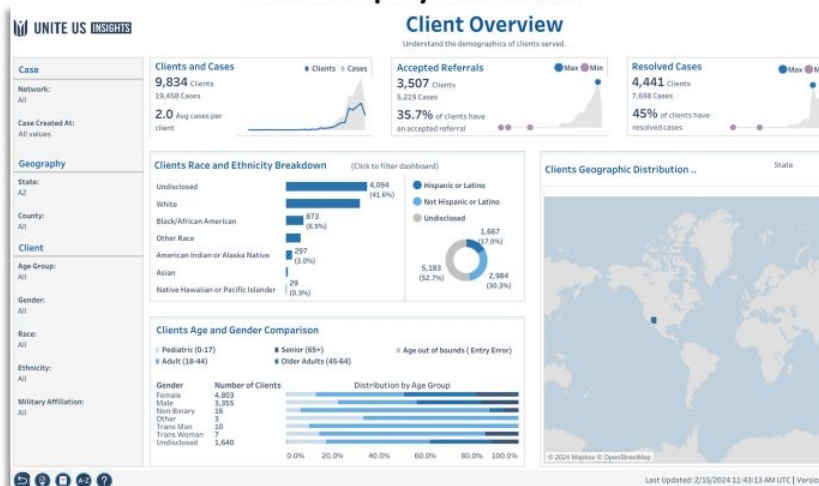 UNITE US INSIGHTS
Client Overview
Understand the demographics of clients served.
Case
Network:
All
Case Created At:
All values
Geography
State:
AZ
County:
All
Client
Age Group:
All
Gender:
All
Race:
All
Ethnicity:
All
Military Affiliation:
All
Clients and Cases
Clients Cases
9,834 Clients
19,458 Cases
2.0 Avg cases per
client
Accepted Referrals
Max Min
3,507 Clients
5,219 Cases
35.7% of clients have
an accepted referral
Resolved Cases
Max M
4,441 Clients
7,698 Cases
45% of clients have
resolved cases
Clients Race and Ethnicity Breakdown (Click to filter dashboard)
Undisclosed 4,094
(41.6%)
White
Black/African American 873
(8.9%)
Other Race
American Indian or Alaska Native 297
(3.0%)
Asian
Native Hawaiian or Pacific Islander 29
(0.3%)
Hispanic or Latino
Not Hispanic or Latino
Undisclosed
1,667
(17.0%)
5,183
(52.7%)
2,984
(30.3%)
Clients Geographic Distribution .. State
© 2024 Mapbox © OpenStreetMap
Clients Age and Gender Comparison
Pediatric (0-17) Senior (65+) Age out of bounds ( Entry Error)
Adult (18-44) Older Adults (45-64)
Gender Number of Clients Distribution by Age Group
Female 4,803
Male 3,355
Non-Binary 16
Other 3
Trans Man 10
Trans Woman 7
Undisclosed 1,640
0.0% 20.0% 40.0% 60.0% 80.0% 100.0%
A-Z ?
Last Updated: 2/15/2024 11:43:13 AM UTC | Versio